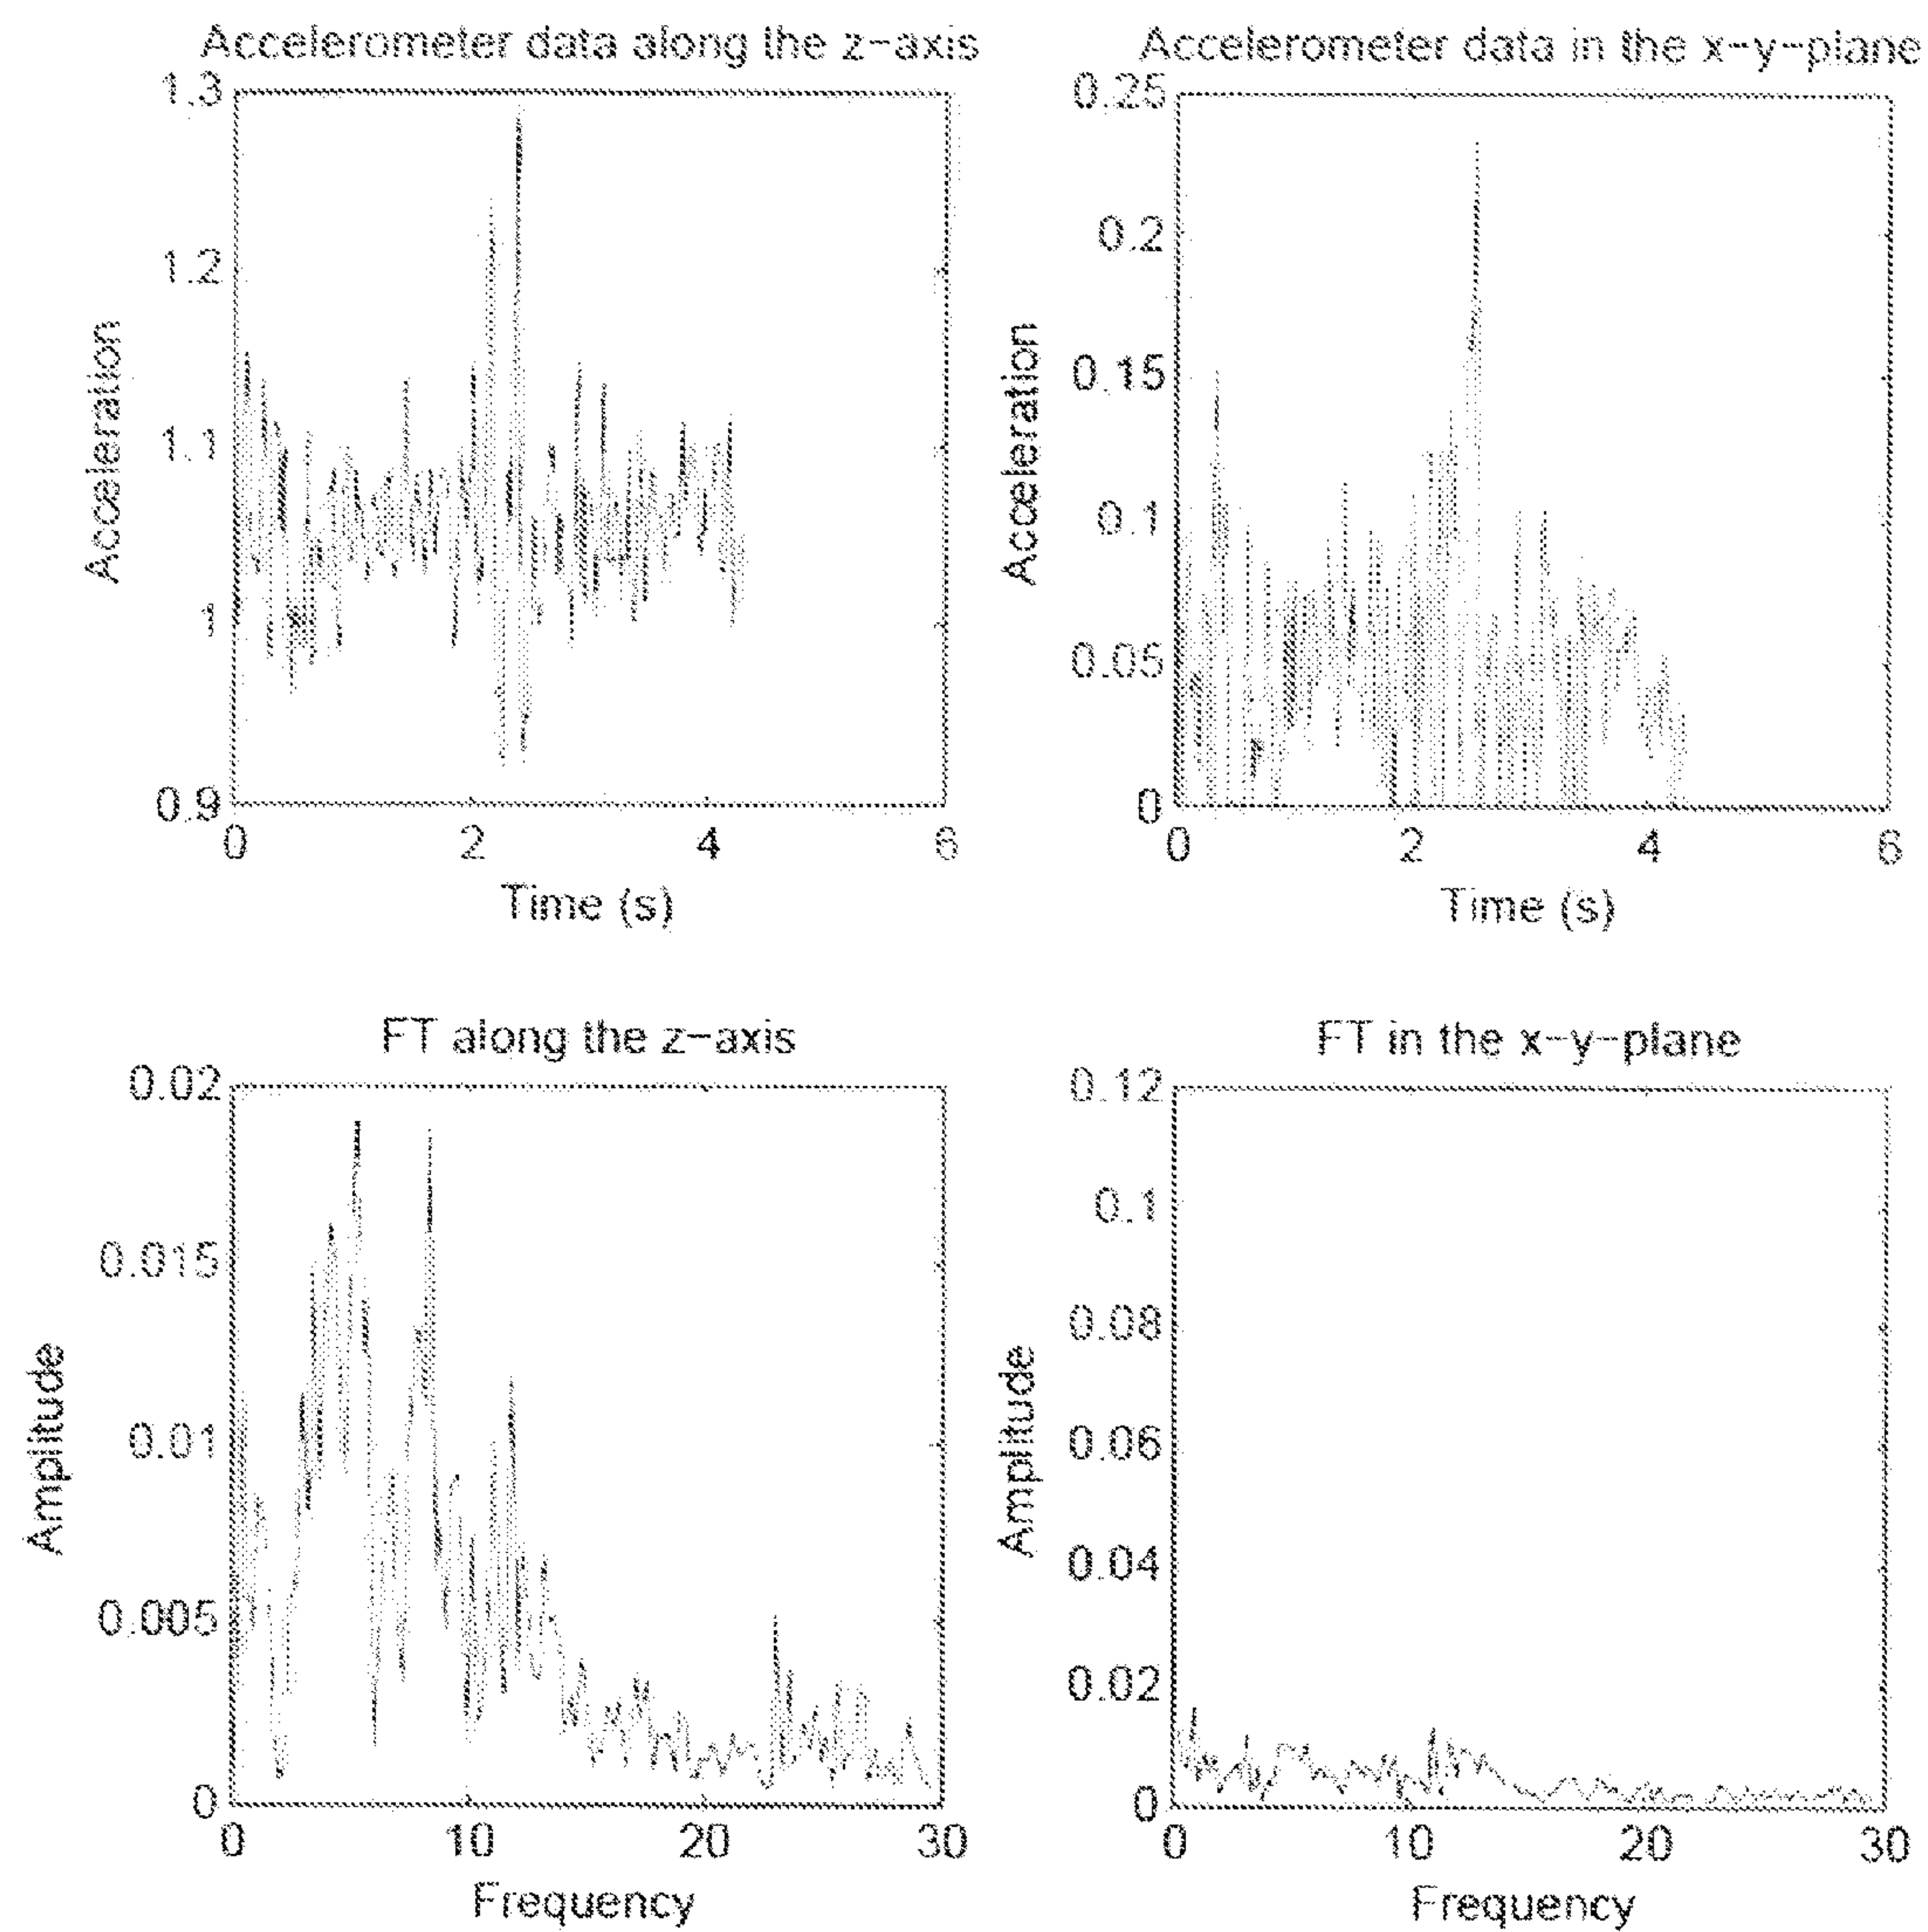 Accelerometer data along the z-axis
1.3
1.2
1.1
1
0.9
Acceleration
0 2 4 6
Time (s)
Accelerometer data in the x-y-plane
0.25
0.2
0.15
0.1
0.05
0
Acceleration
0 2 4 6
Time (s)
FT along the z-axis
0.02
0.015
0.01
0.005
0
Amplitude
0 10 20 30
Frequency
FT in the x-y-plane
0.12
0.1
0.08
0.06
0.04
0.02
0
Amplitude
0 10 20 30
Frequency